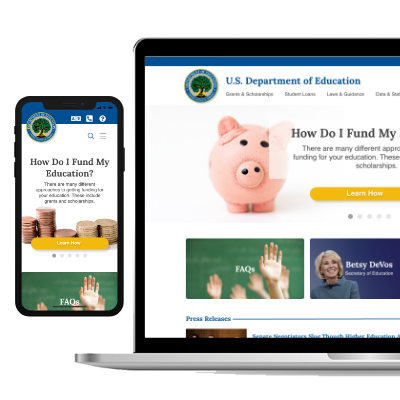 U.S. Department of Education
Grants & Scholarships Student Loans Laws & Guidance Data & Stat
How Do I Fund My
There are many different appro
funding for your education. These
scholarships.
Learn How
FAQs
Betsy DeVos
Secretary of Education
Press Releases
Senate Negotiators Slog Though Higher Education
How Do I Fund My
Education?
There are many different
approaches to getting funding for
your education. These include
grants and scholarships.
Learn How
FAQs